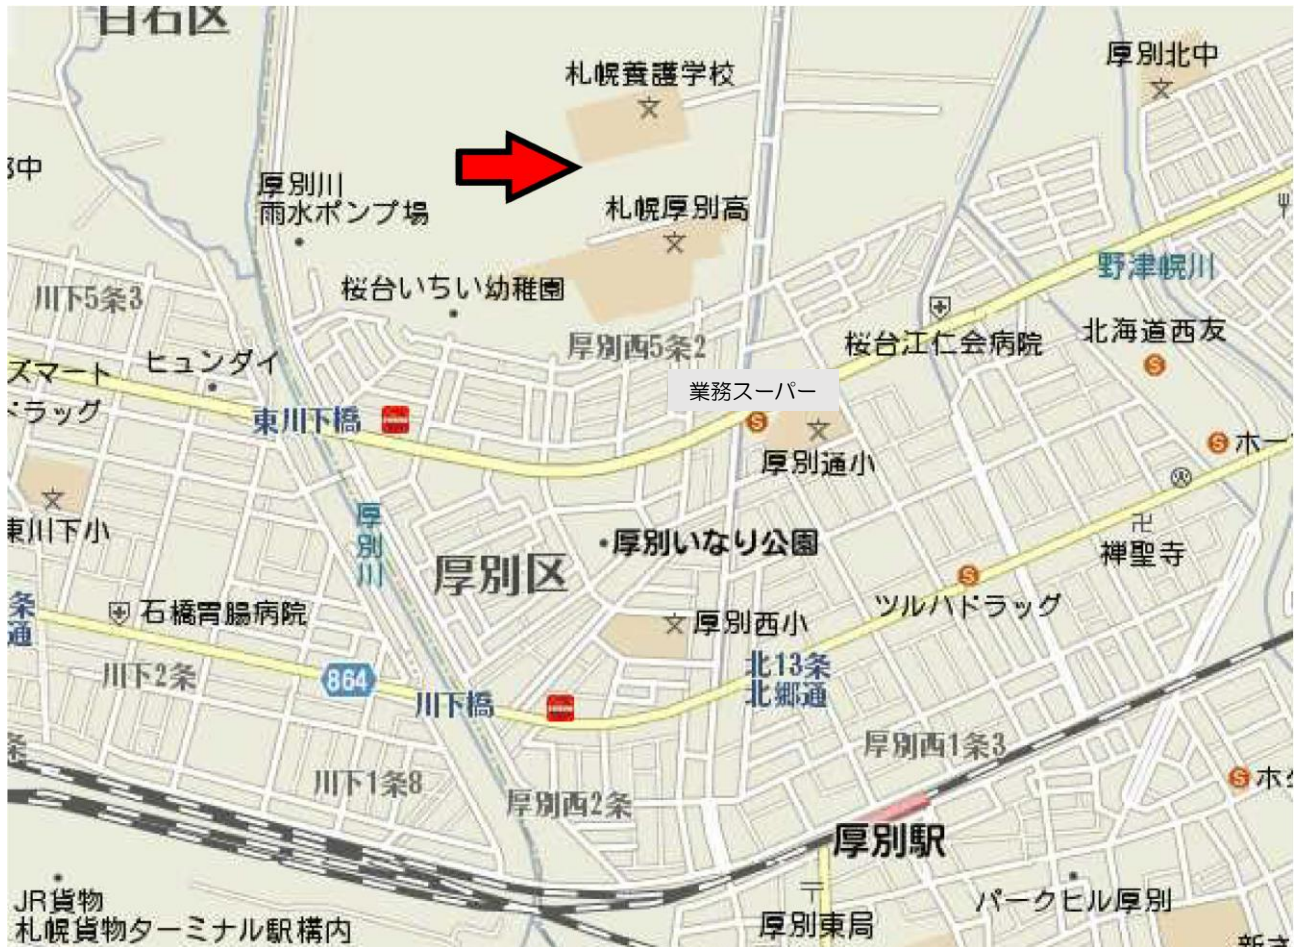 白石区
厚別北中
札幌養護学校
部中
厚別川
雨水ポンプ場
札幌厚別高
野津幌川
桜台いちい幼稚園
川下5条3
厚別西5条2
桜台江仁会病院
北海道西友
ズマート
ヒュンダイ
業務スーパー
ドラッグ
東川下橋
厚別通小
ホー
東川下小
厚別川
厚別いなり公園
禅聖寺
厚別区
条
通
石橋胃腸病院
ツルハドラッグ
厚別西小
川下2条
864
北13条
北郷通
川下橋
厚別西1条3
条
川下1条8
厚別西2条
ホク
厚別駅
JR貨物
札幌貨物ターミナル駅構内
パークヒル厚別
厚別東局
新さ